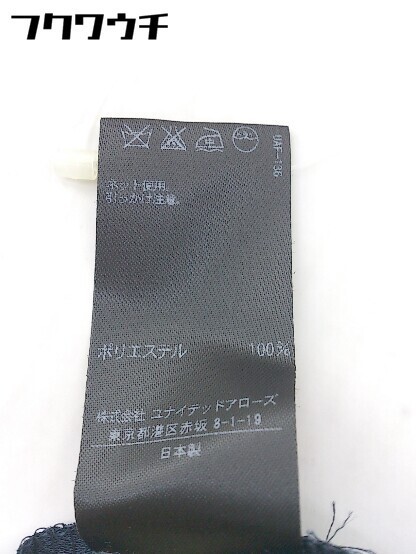 フクワウチ
UAF-136
ネット使用
引っかけ注意。
ポリエステル 100%
株式会社 ユナイテッドアローズ
東京都港区赤坂 8-1-19
日本製